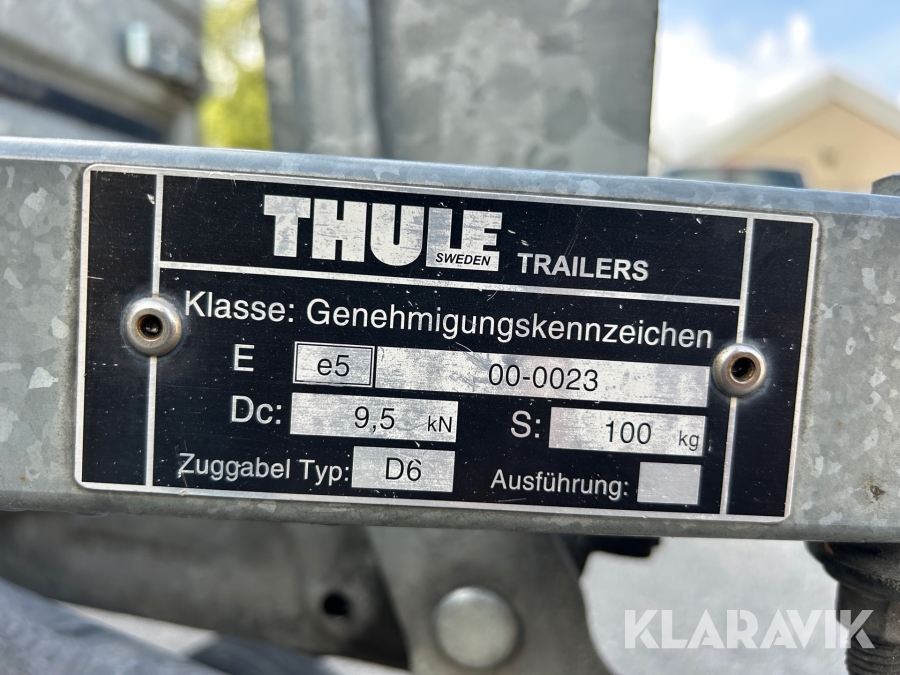 THULE
SWEDEN TRAILERS
Klasse: Genehmigungskennzeichen
E e5 00-0023
Dc: 9,5 kN S: 100 kg
Zuggabel Typ: D6 Ausführung:
KLARAVIK